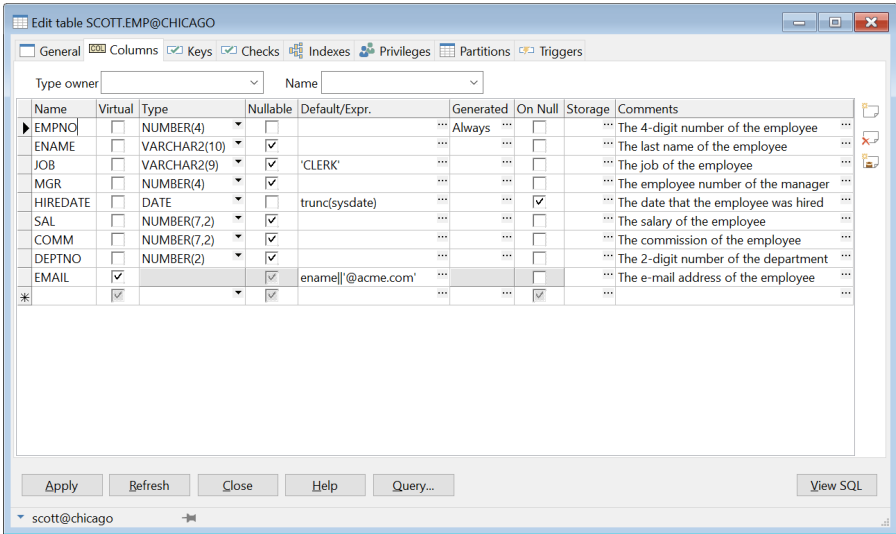 Edit table SCOTT.EMP@CHICAGO
General COL Columns Keys Checks Indexes Privileges Partitions Triggers
Type owner Name
Name Virtual Type Nullable Default/Expr. Generated On Null Storage Comments
EMPNO NUMBER(4) ... Always ... ... The 4-digit number of the employee ...
ENAME VARCHAR2(10) ... ... ... The last name of the employee ...
JOB VARCHAR2(9) 'CLERK' ... ... ... The job of the employee ...
MGR NUMBER(4) ... ... ... The employee number of the manager ...
HIREDATE DATE trunc(sysdate) ... ... ... The date that the employee was hired ...
SAL NUMBER(7,2) ... ... ... The salary of the employee ...
COMM NUMBER(7,2) ... ... ... The commission of the employee ...
DEPTNO NUMBER(2) ... ... ... The 2-digit number of the department ...
EMAIL ename||'@acme.com' ... ... ... The e-mail address of the employee ...
... ... ... ...
Apply Refresh Close Help Query... View SQL
scott@chicago